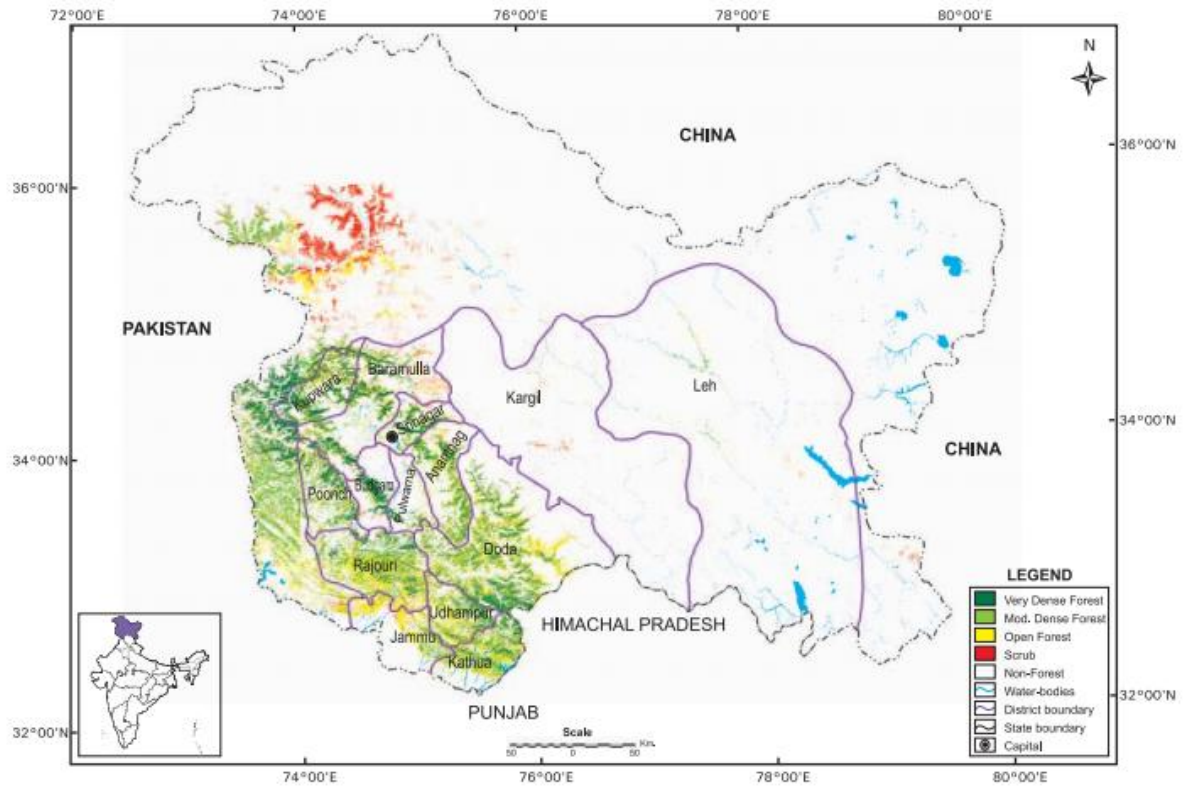 72°00'E 74°00'E 76°00'E 78°00'E 80°00'E
N
CHINA
36°00'N
36°00'N
PAKISTAN
Baramulla
Kupwara
Kargil
Leh
Srinagar
34°00'N
Anantnag
CHINA
34°00'N
Poonch
Budgam
Pulwama
Doda
Rajouri
LEGEND
Very Dense Forest
Mod. Dense Forest
Open Forest
Scrub
Non-Forest
Water-bodies
District boundary
State boundary
Capital
Udhampur
HIMACHAL PRADESH
Jammu
Kathua
32°00'N
PUNJAB
32°00'N
Scale
50 0 50 Km.
74°00'E 76°00'E 78°00'E 80°00'E